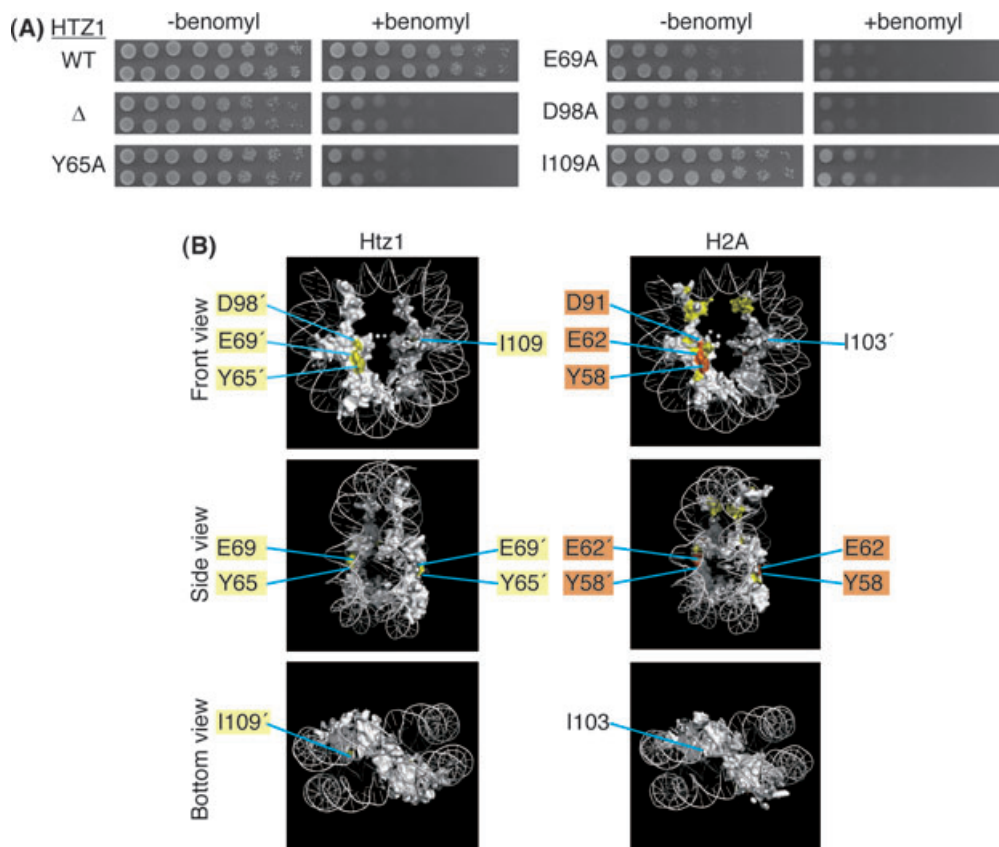 (A) HTZ1 -benomyl +benomyl -benomyl +benomyl
WT E69A
Δ D98A
Y65A I109A
(B) Htz1 H2A
Front view
D98´ D91
E69´ I109 E62 I103´
Y65´ Y58
Side view
E69 E69´ E62´ E62
Y65 Y65´ Y58´ Y58
Bottom view
I109´ I103